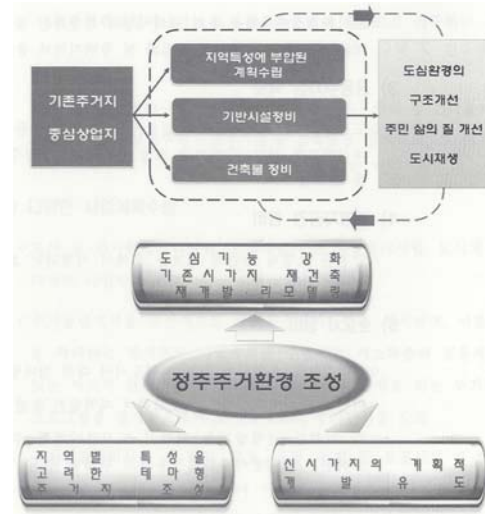 기존주거지
중심상업지
지역특성에 부합된
계획수립
기반시설정비
건축물 정비
도심환경의
구조개선
주민 삶의 질 개선
도시재생
도심기능 강화
기존시가지 재건축
재개발·리모델링
정주주거환경 조성
지역별 특성을
고려한 테마형
주거지 조성
신시가지의 계획적
개발 유도